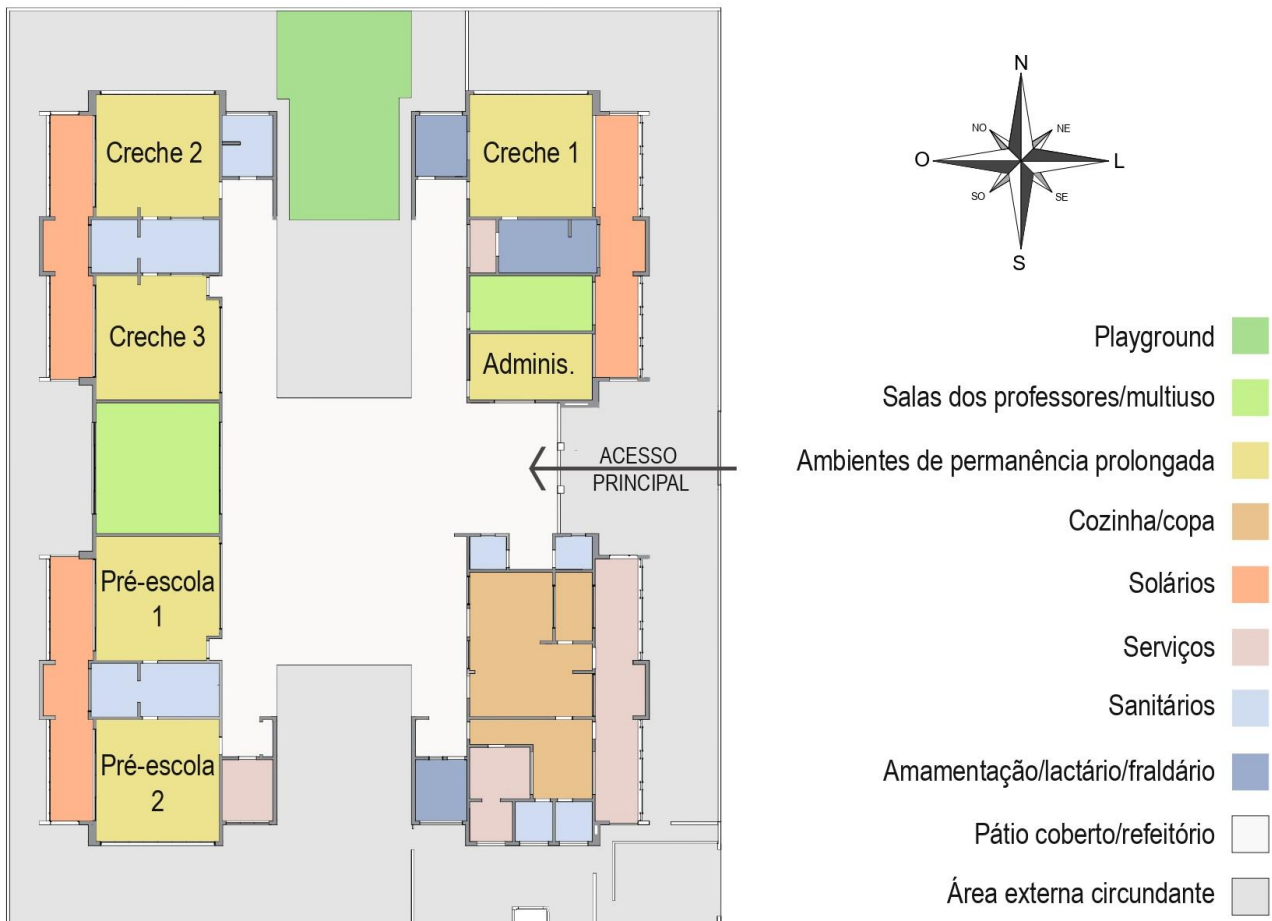 Creche 2
Creche 1
Creche 3
Adminis.
ACESSO
PRINCIPAL
Pré-escola
1
Pré-escola
2
N
NO
NE
O
L
SO
SE
S
Playground
Salas dos professores/multiuso
Ambientes de permanência prolongada
Cozinha/copa
Solários
Serviços
Sanitários
Amamentação/lactário/fraldário
Pátio coberto/refeitório
Área externa circundante